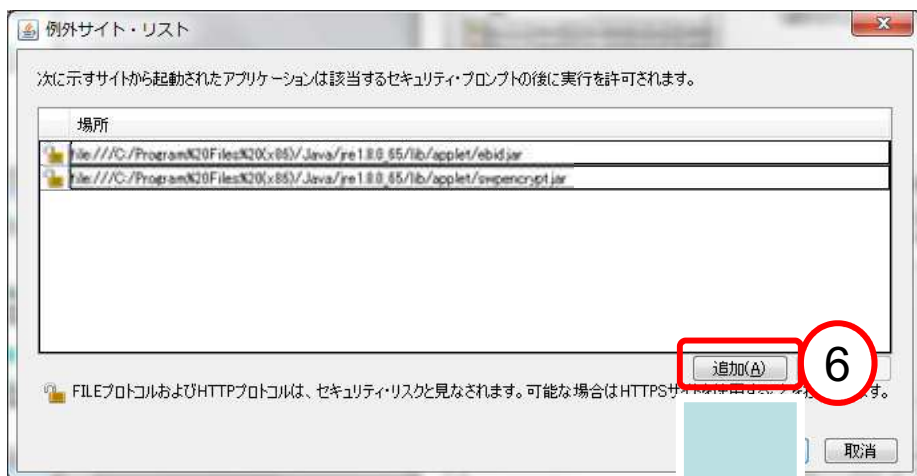 例外サイト・リスト
次に示すサイトから起動されたアプリケーションは該当するセキュリティ・プロンプトの後に実行を許可されます。
場所
file:///C:/Program%20Files%20(x86)/Java/jre1.8.0_65/lib/applet/ebid.jar
file:///C:/Program%20Files%20(x86)/Java/jre1.8.0_65/lib/applet/swpencrypt.jar
追加(A)
6
FILEプロトコルおよびHTTPプロトコルは、セキュリティ・リスクと見なされます。可能な場合はHTTPSサイト
す。
取消